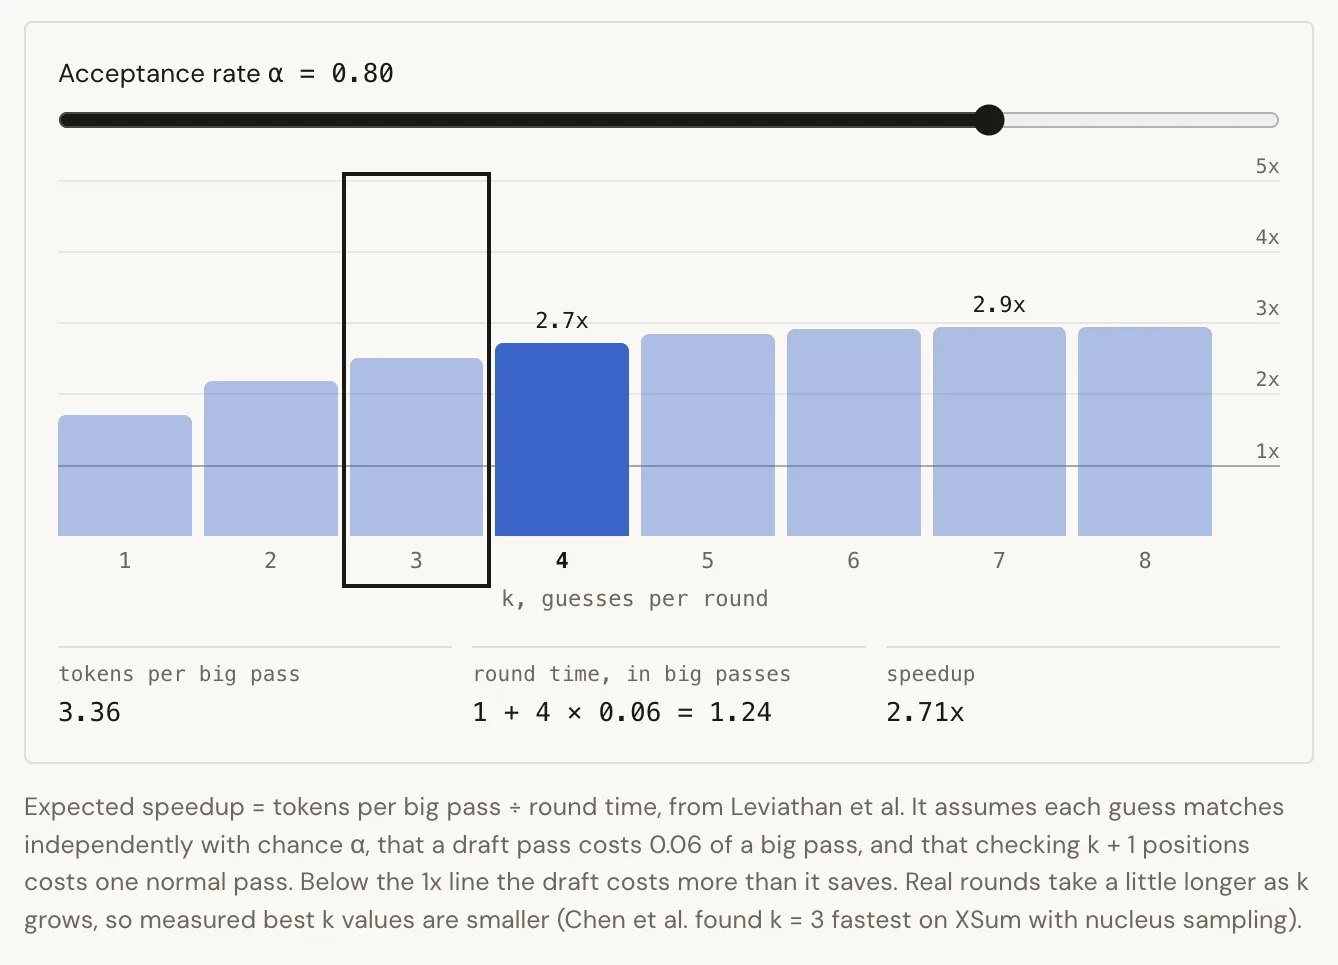 Acceptance rate α = 0.80
5x
4x
3x
2x
1x
2.7x
2.9x
1 2 3 4 5 6 7 8
k, guesses per round
tokens per big pass
3.36
round time, in big passes
1 + 4 × 0.06 = 1.24
speedup
2.71x
Expected speedup = tokens per big pass ÷ round time, from Leviathan et al. It assumes each guess matches
independently with chance α, that a draft pass costs 0.06 of a big pass, and that checking k + 1 positions
costs one normal pass. Below the 1x line the draft costs more than it saves. Real rounds take a little longer as k
grows, so measured best k values are smaller (Chen et al. found k = 3 fastest on XSum with nucleus sampling).